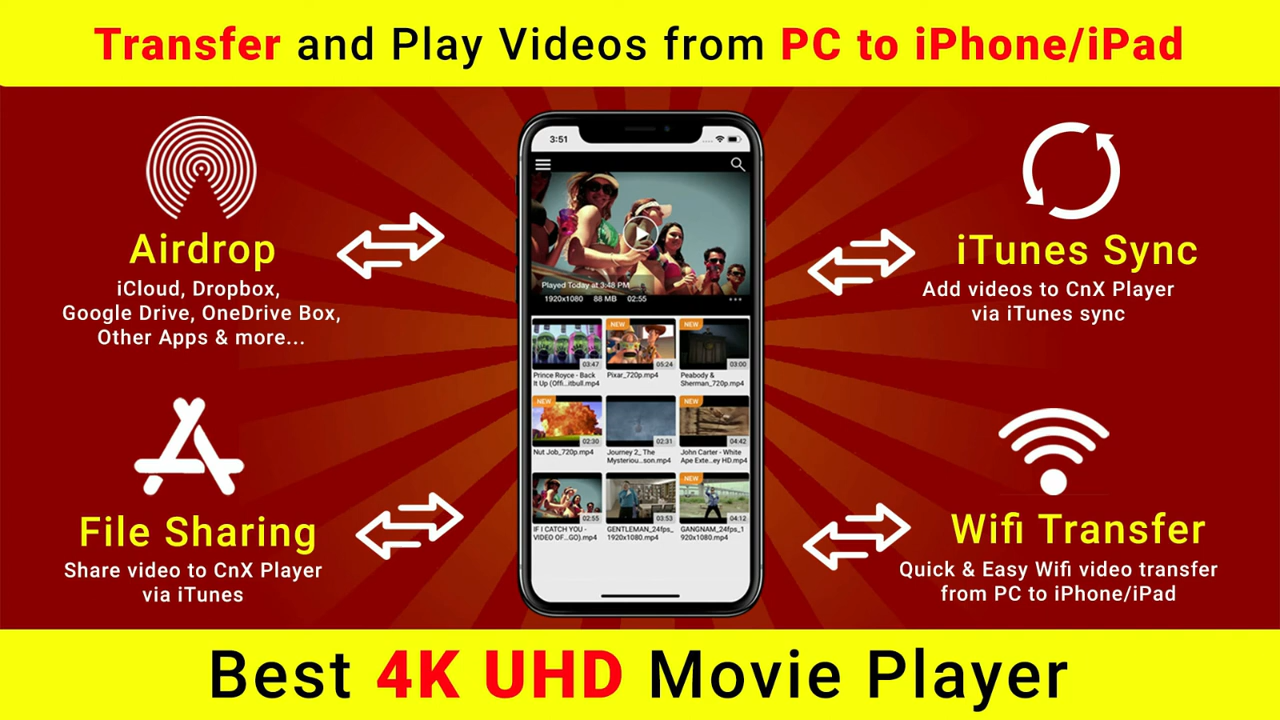 Transfer and Play Videos from PC to iPhone/iPad
Airdrop
iCloud, Dropbox,
Google Drive, OneDrive Box,
Other Apps & more...
File Sharing
Share video to CnX Player
via iTunes
3:51
Played Today at 3:48 PM
1920x1080 88 MB 02:55
NEW
NEW
03:47
05:24
03:00
Prince Royce - Back
It Up (Offi...itbull.mp4
Pixar_720p.mp4
Peabody &
Sherman_720p.mp4
NEW
NEW
02:30
02:31
04:42
Nut Job_720p.mp4
Journey 2_ The
Mysteriou...son.mp4
John Carter - White
Ape Exte...ey HD.mp4
NEW
02:55
03:53
04:12
IF I CATCH YOU -
VIDEO OF...GO).mp4
GENTLEMAN_24fps_
1920x1080.mp4
GANGNAM_24fps_1
920x1080.mp4
iTunes Sync
Add videos to CnX Player
via iTunes sync
Wifi Transfer
Quick & Easy Wifi video transfer
from PC to iPhone/iPad
Best 4K UHD Movie Player